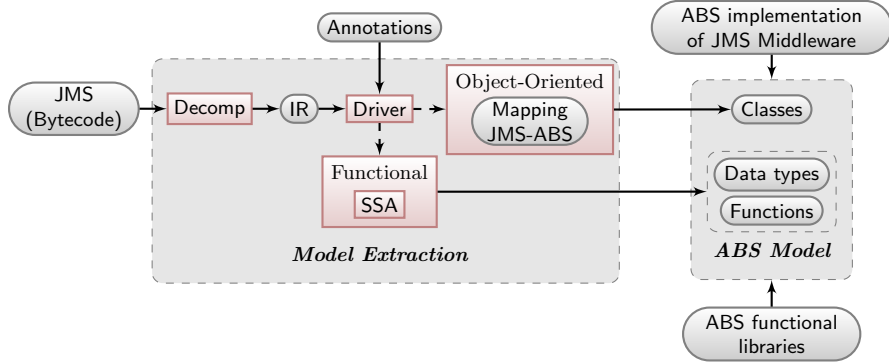 Annotations
ABS implementation
of JMS Middleware
JMS
(Bytecode)
Decomp
IR
Driver
Object-Oriented
Mapping
JMS-ABS
Classes
Functional
SSA
Data types
Functions
Model Extraction
ABS Model
ABS functional
libraries